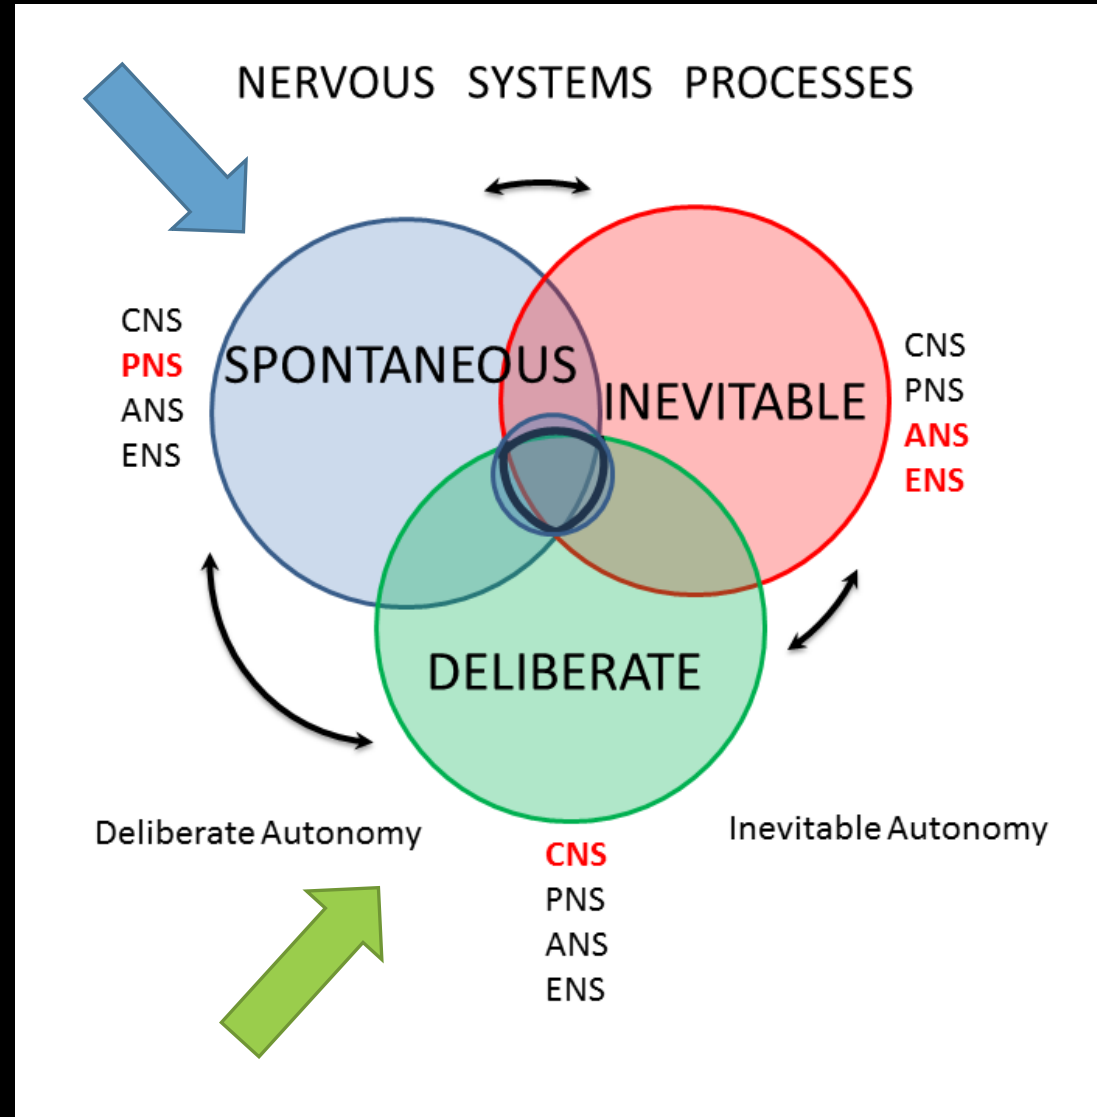 NERVOUS SYSTEMS PROCESSES
CNS
PNS
ANS
ENS
SPONTANEOUS
INEVITABLE
CNS
PNS
ANS
ENS
DELIBERATE
Deliberate Autonomy
Inevitable Autonomy
CNS
PNS
ANS
ENS